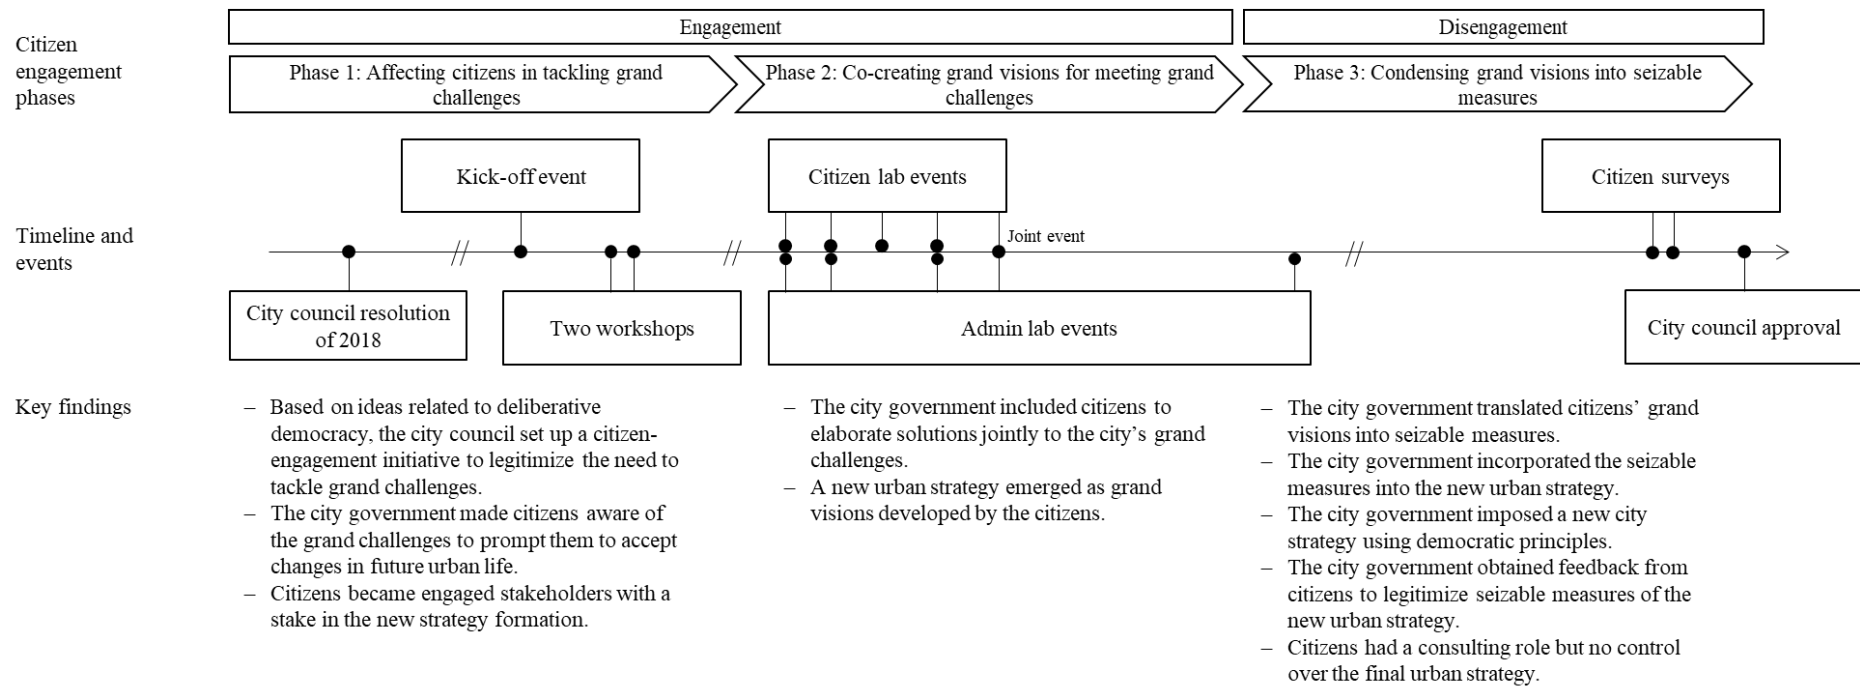 Engagement
Disengagement
Citizen
engagement
phases
Phase 1: Affecting citizens in tackling grand
challenges
Phase 2: Co-creating grand visions for meeting grand
challenges
Phase 3: Condensing grand visions into seizable
measures
Kick-off event
Citizen lab events
Citizen surveys
Timeline and
events
Joint event
City council resolution
of 2018
Two workshops
Admin lab events
City council approval
Key findings
– Based on ideas related to deliberative
democracy, the city council set up a citizen-
engagement initiative to legitimize the need to
tackle grand challenges.
– The city government made citizens aware of
the grand challenges to prompt them to accept
changes in future urban life.
– Citizens became engaged stakeholders with a
stake in the new strategy formation.
– The city government included citizens to
elaborate solutions jointly to the city’s grand
challenges.
– A new urban strategy emerged as grand
visions developed by the citizens.
– The city government translated citizens’ grand
visions into seizable measures.
– The city government incorporated the seizable
measures into the new urban strategy.
– The city government imposed a new city
strategy using democratic principles.
– The city government obtained feedback from
citizens to legitimize seizable measures of the
new urban strategy.
– Citizens had a consulting role but no control
over the final urban strategy.